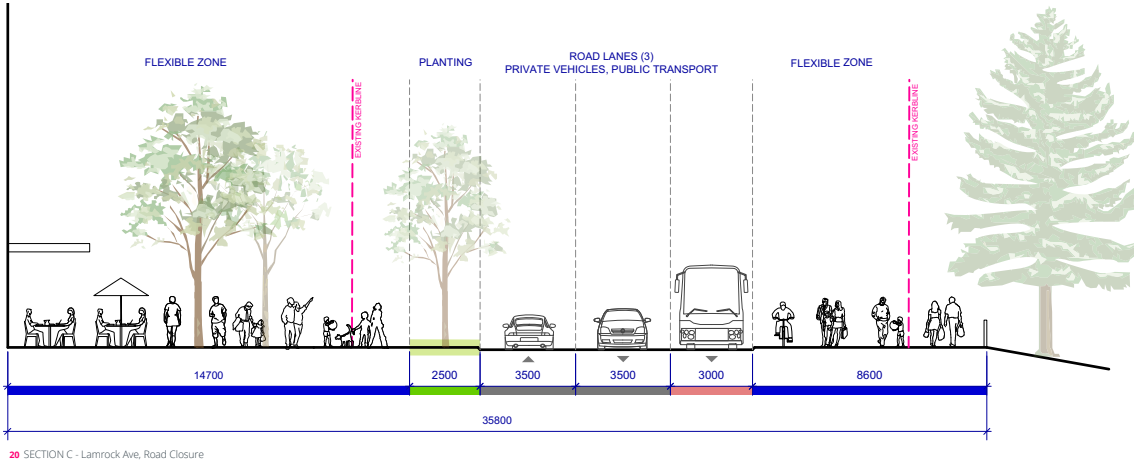 FLEXIBLE ZONE
PLANTING
ROAD LANES (3)
PRIVATE VEHICLES, PUBLIC TRANSPORT
FLEXIBLE ZONE
EXISTING KERBLINE
EXISTING KERBLINE
14700
2500
3500
3500
3000
8600
35800
20 SECTION C - Lamrock Ave, Road Closure